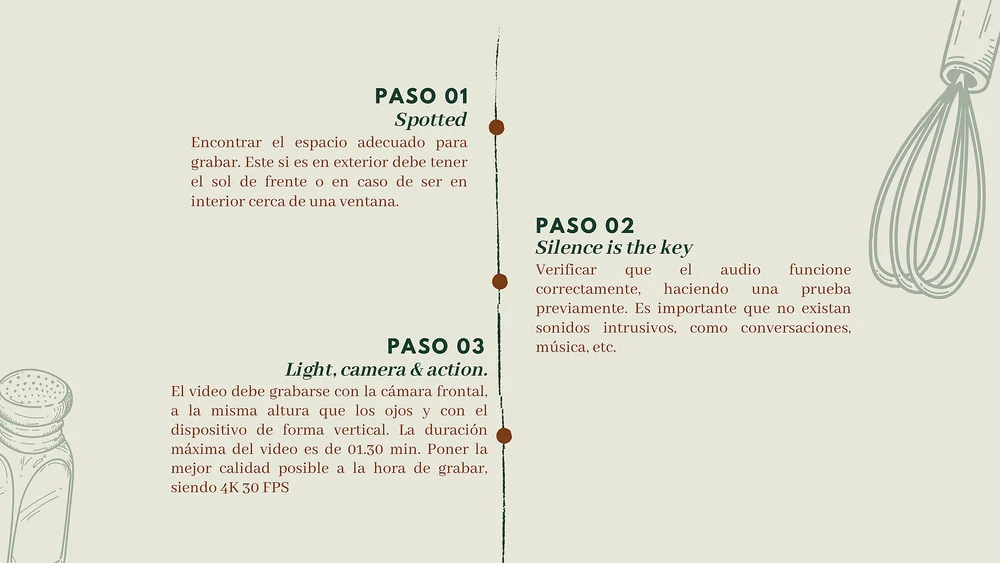 PASO 01
Spotted
Encontrar el espacio adecuado para
grabar. Este si es en exterior debe tener
el sol de frente o en caso de ser en
interior cerca de una ventana.
PASO 02
Silence is the key
Verificar que el audio funcione
correctamente, haciendo una prueba
previamente. Es importante que no existan
sonidos intrusivos, como conversaciones,
música, etc.
PASO 03
Light, camera & action.
El video debe grabarse con la cámara frontal,
a la misma altura que los ojos y con el
dispositivo de forma vertical. La duración
máxima del video es de 01.30 min. Poner la
mejor calidad posible a la hora de grabar,
siendo 4K 30 FPS